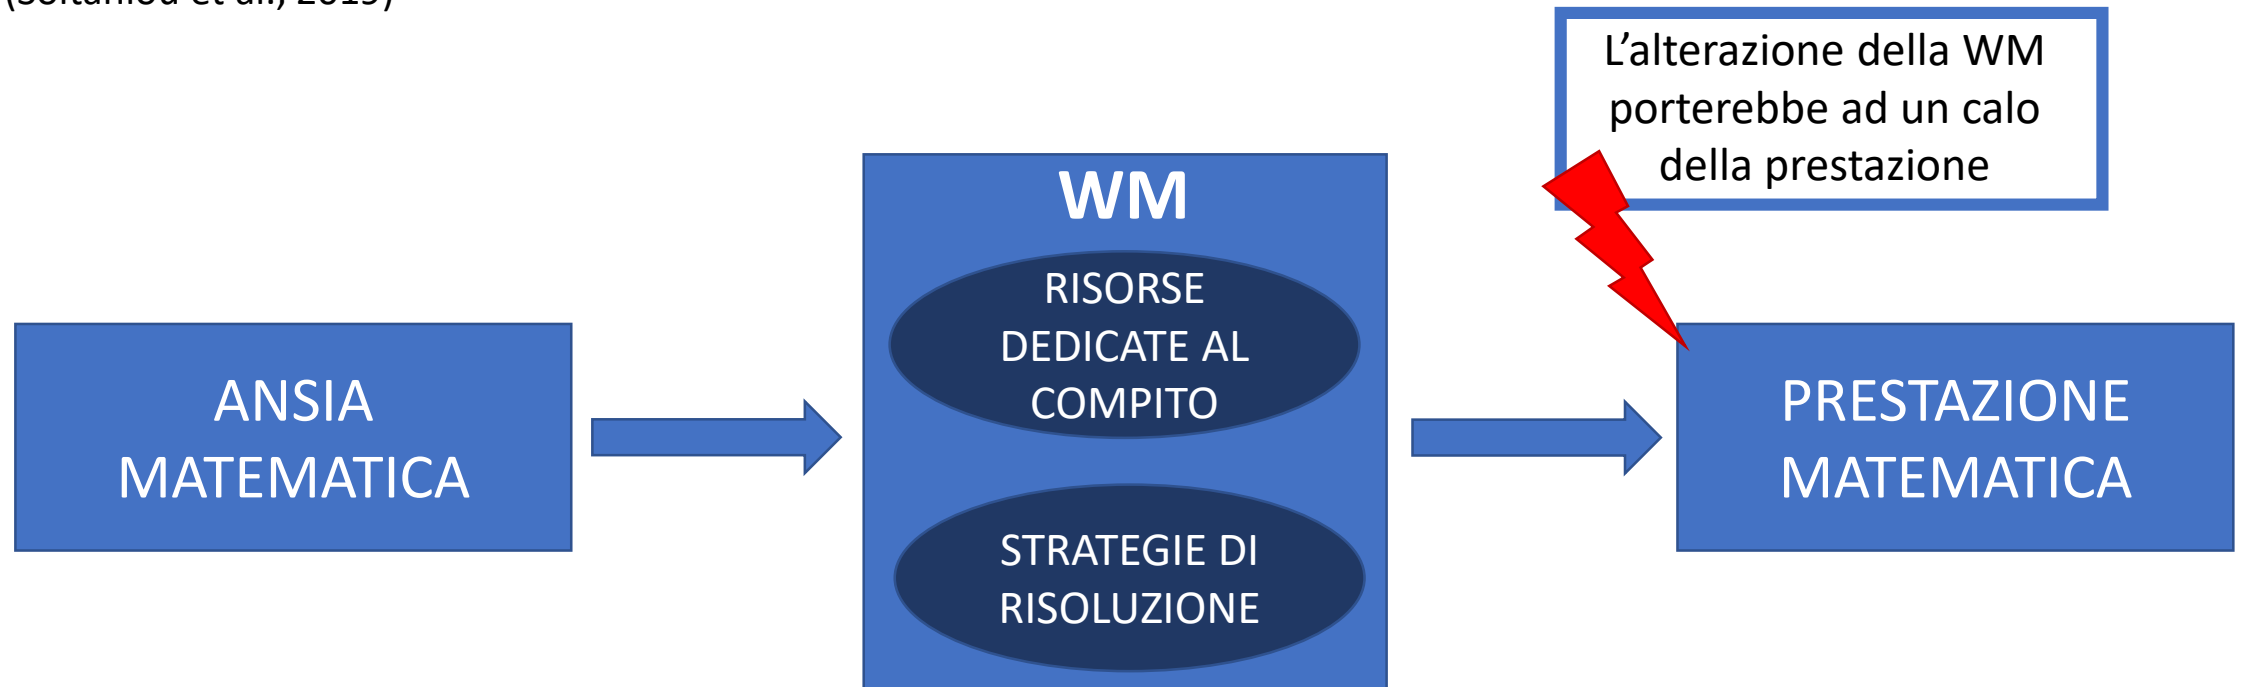 L'alterazione della WM
porterebbe ad un calo
della prestazione
ANSIA
MATEMATICA
WM
RISORSE
DEDICATE AL
COMPITO
STRATEGIE DI
RISOLUZIONE
PRESTAZIONE
MATEMATICA